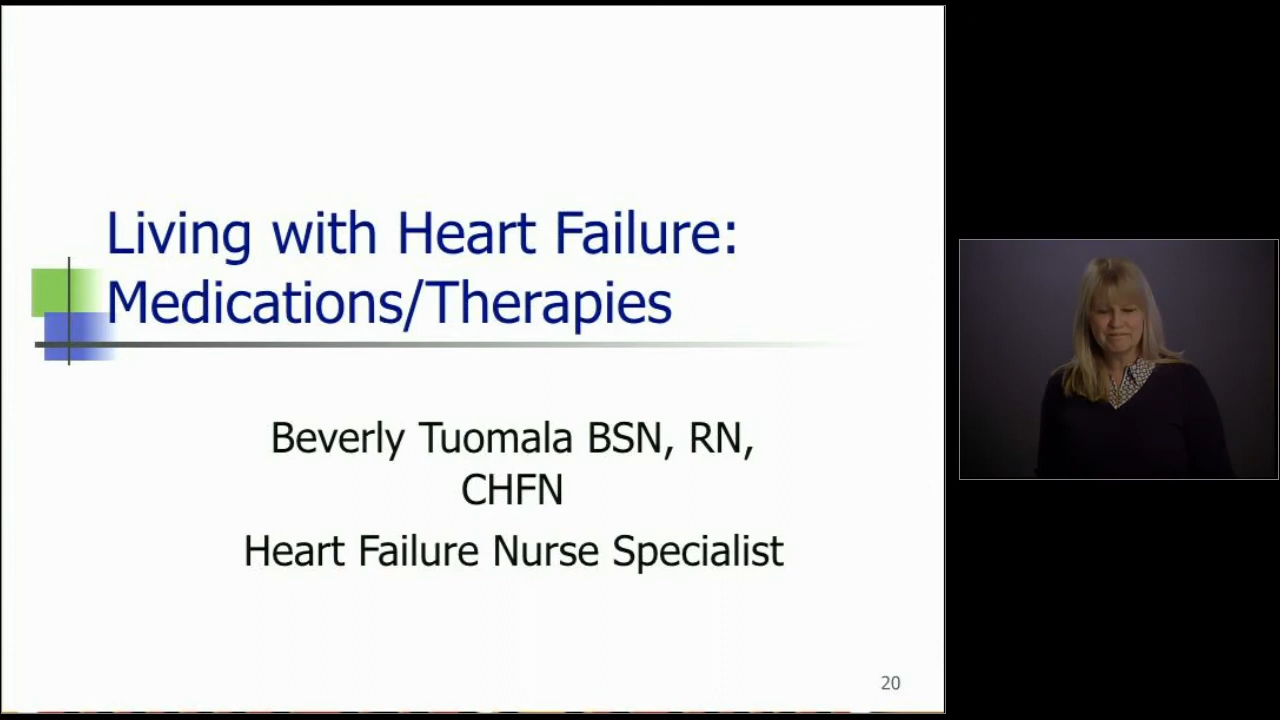 Living with Heart Failure:
Medications/Therapies
Beverly Tuomala BSN, RN,
CHFN
Heart Failure Nurse Specialist
20